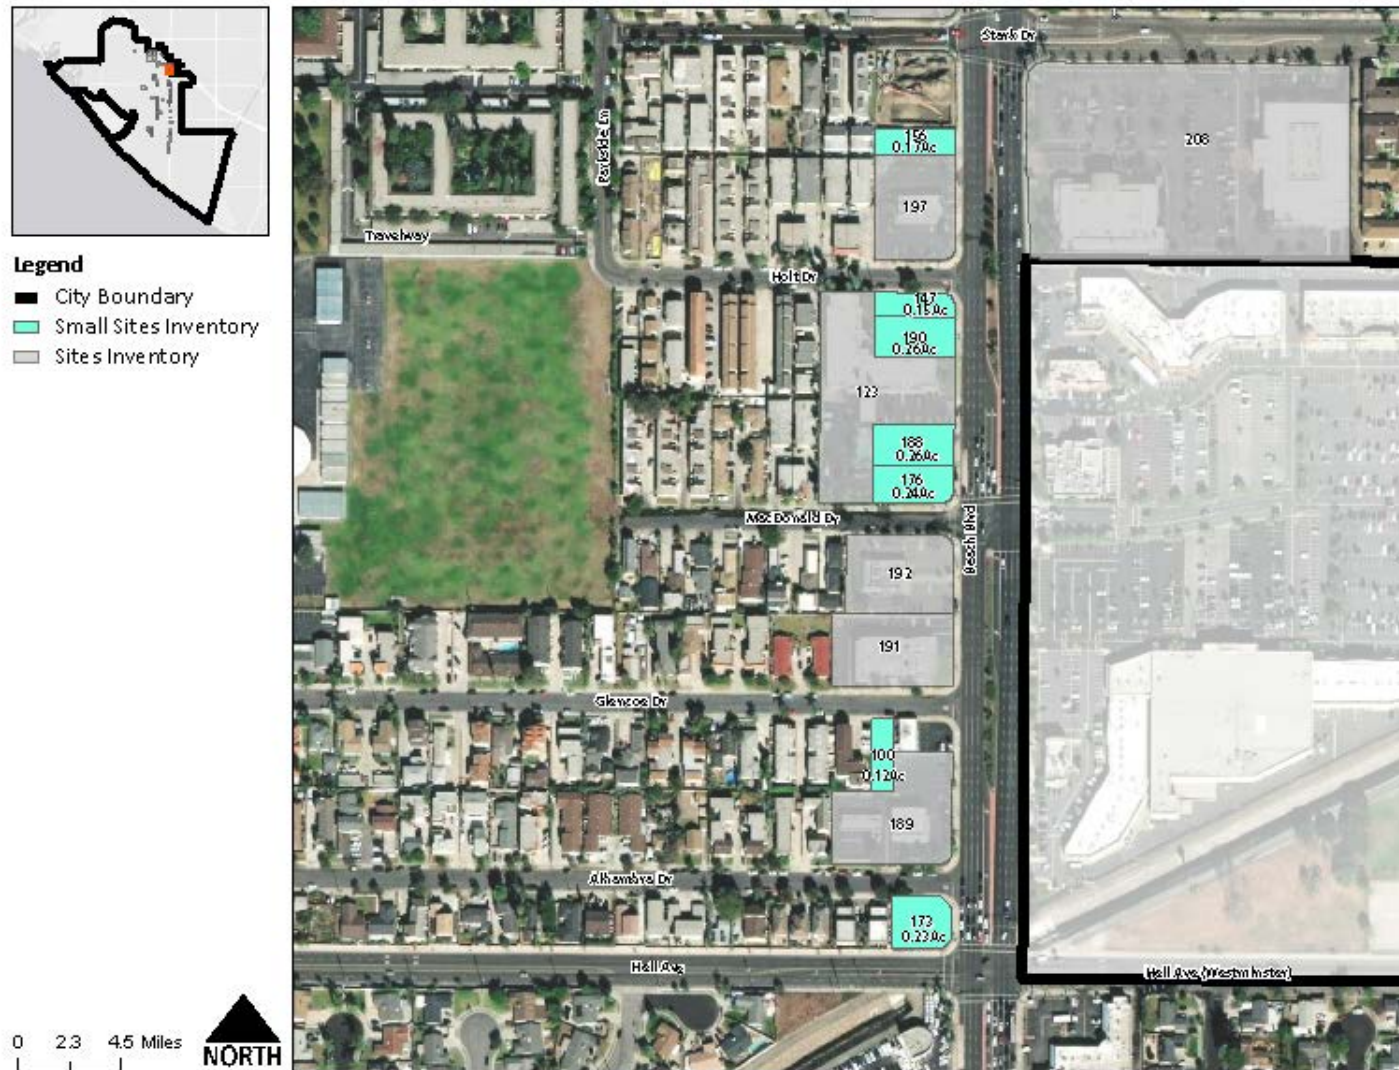 Legend
City Boundary
Small Sites Inventory
Sites Inventory
0 2.3 4.5 Miles
NORTH
Stark Dr
Parkside Ln
156
0.17Ac
208
197
Travelway
Holt Dr
147
0.15Ac
190
0.26Ac
123
188
0.26Ac
176
0.24Ac
MacDonald Dr
Beach Blvd
192
191
Glencoe Dr
100
0.12Ac
189
Alhambra Dr
173
0.23Ac
Heil Ave
Heil Ave (Westminster)